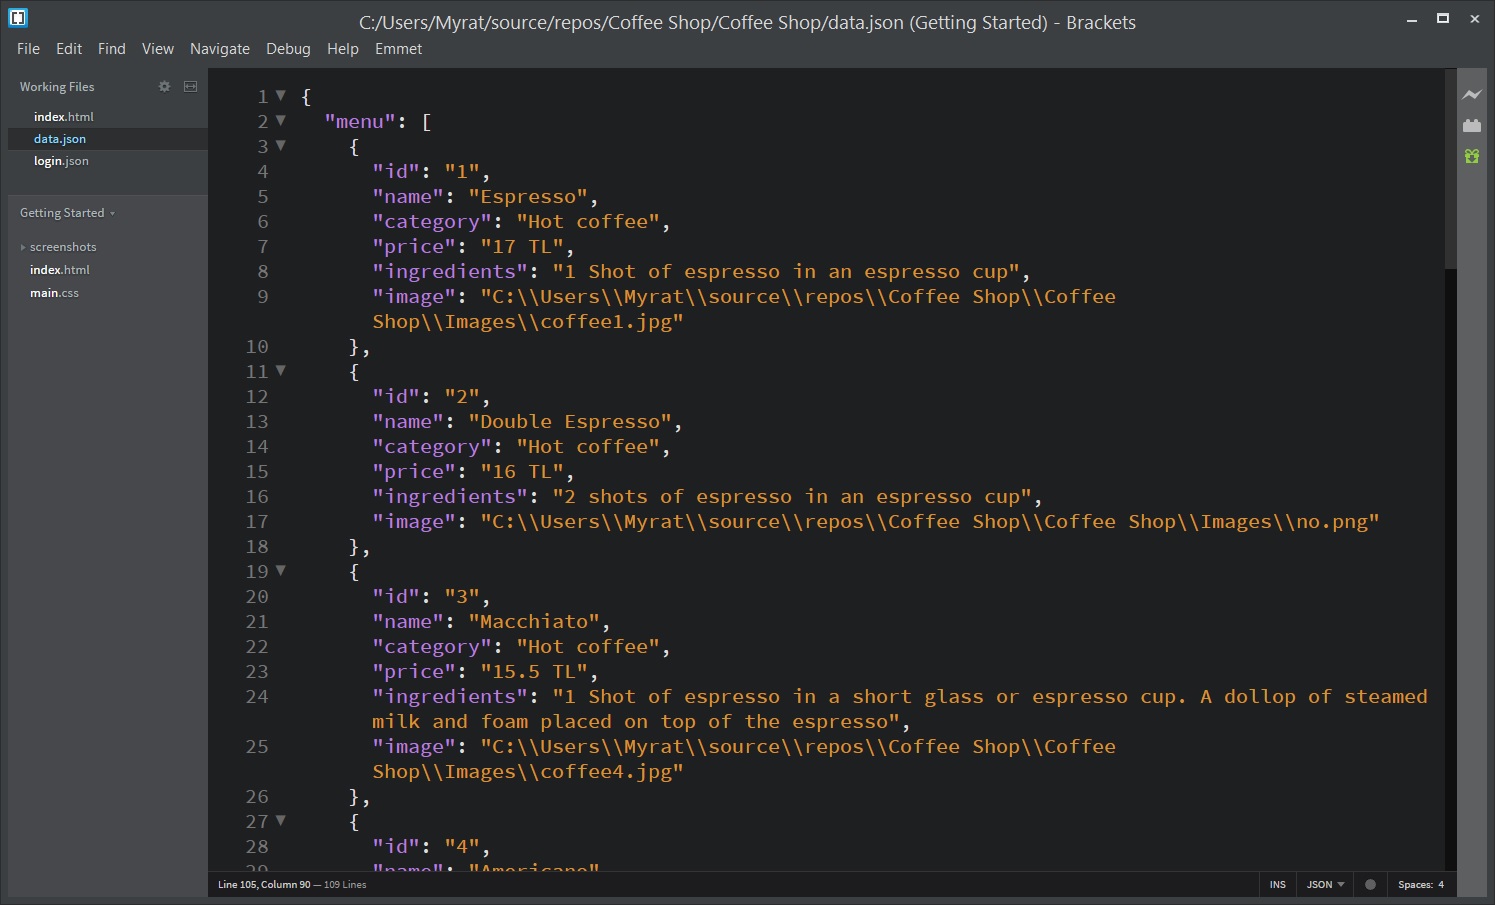 C:/Users/Myrat/source/repos/Coffee Shop/Coffee Shop/data.json (Getting Started) - Brackets
File Edit Find View Navigate Debug Help Emmet
Working Files
index.html
data.json
login.json
Getting Started
screenshots
index.html
main.css
1 {
2 "menu": [
3 {
4 "id": "1",
5 "name": "Espresso",
6 "category": "Hot coffee",
7 "price": "17 TL",
8 "ingredients": "1 Shot of espresso in an espresso cup",
9 "image": "C:\\Users\\Myrat\\source\\repos\\Coffee Shop\\Coffee
Shop\\Images\\coffee1.jpg"
10 },
11 {
12 "id": "2",
13 "name": "Double Espresso",
14 "category": "Hot coffee",
15 "price": "16 TL",
16 "ingredients": "2 shots of espresso in an espresso cup",
17 "image": "C:\\Users\\Myrat\\source\\repos\\Coffee Shop\\Coffee Shop\\Images\\no.png"
18 },
19 {
20 "id": "3",
21 "name": "Macchiato",
22 "category": "Hot coffee",
23 "price": "15.5 TL",
24 "ingredients": "1 Shot of espresso in a short glass or espresso cup. A dollop of steamed
milk and foam placed on top of the espresso",
25 "image": "C:\\Users\\Myrat\\source\\repos\\Coffee Shop\\Coffee
Shop\\Images\\coffee4.jpg"
26 },
27 {
28 "id": "4",
29 "name": "Americano"
Line 105, Column 90 — 109 Lines
INS JSON Spaces: 4